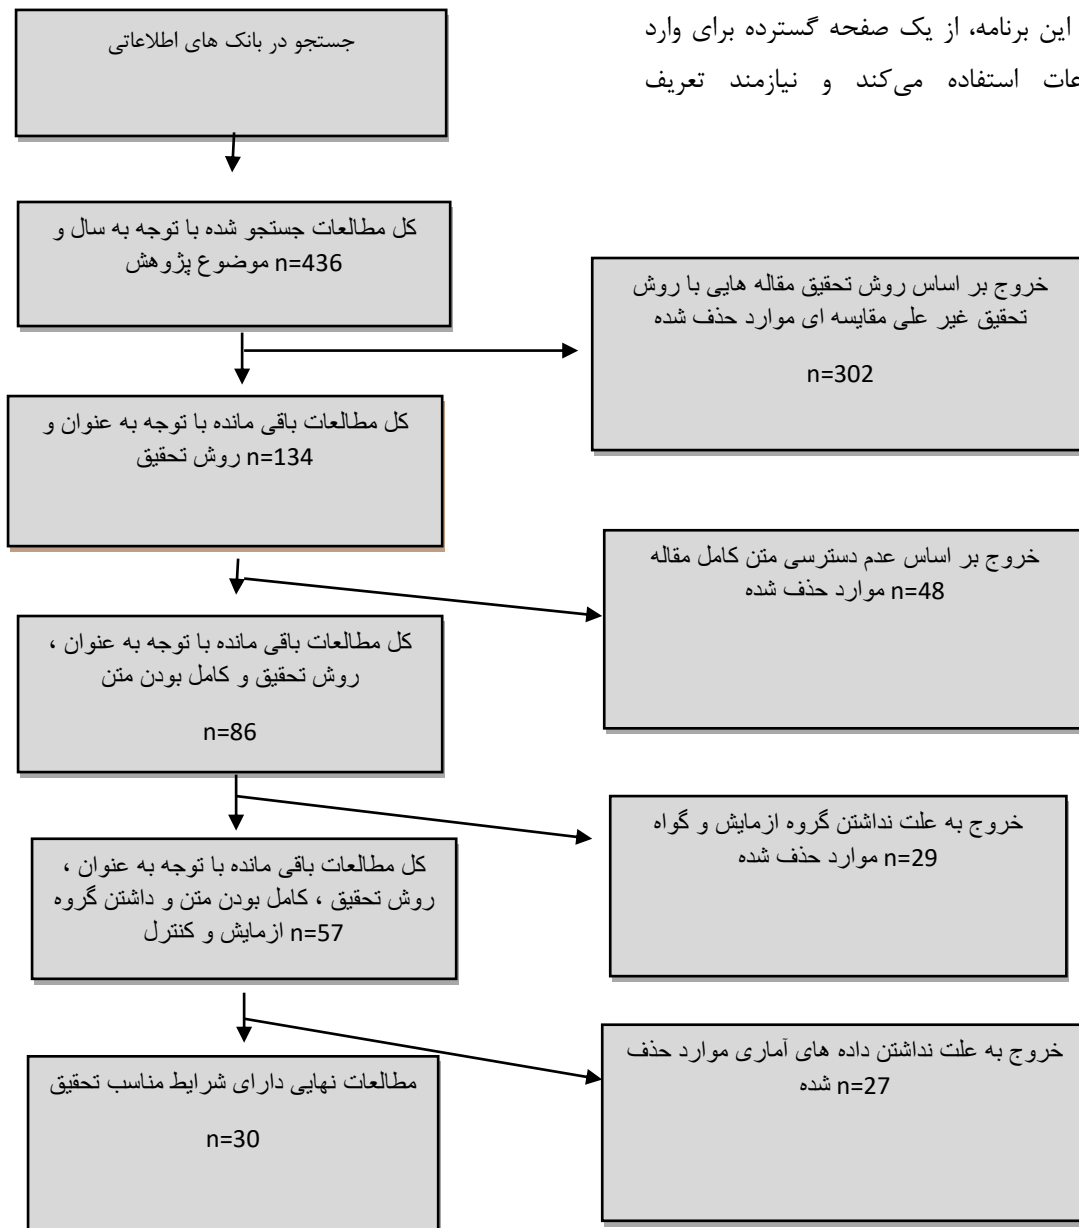 این برنامه، از یک صفحه گسترده برای وارد
استفاده می‌کند و نیازمند تعریف
جستجو در بانک های اطلاعاتی
کل مطالعات جستجو شده با توجه به سال و
موضوع پژوهش n=436
خروج بر اساس روش تحقیق مقاله هایی با روش
تحقیق غیر علی مقایسه ای موارد حذف شده
n=302
کل مطالعات باقی مانده با توجه به عنوان و
روش تحقیق n=134
خروج بر اساس عدم دسترسی متن کامل مقاله
موارد حذف شده n=48
کل مطالعات باقی مانده با توجه به عنوان ،
روش تحقیق و کامل بودن متن
n=86
خروج به علت نداشتن گروه ازمایش و گواه
موارد حذف شده n=29
کل مطالعات باقی مانده با توجه به عنوان ،
روش تحقیق ، کامل بودن متن و داشتن گروه
ازمایش و کنترل n=57
خروج به علت نداشتن داده های آماری موارد حذف
شده n=27
مطالعات نهایی دارای شرایط مناسب تحقیق
n=30